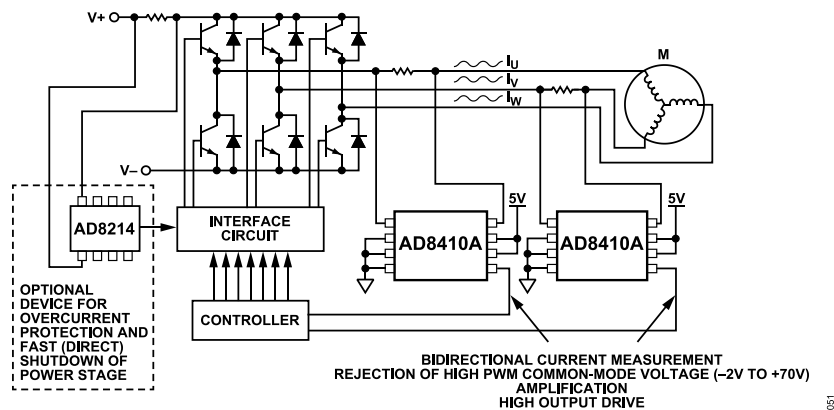 V+
I_U
I_V
I_W
M
V–
5V
5V
AD8214
INTERFACE
CIRCUIT
AD8410A
AD8410A
OPTIONAL
DEVICE FOR
OVERCURRENT
PROTECTION AND
FAST (DIRECT)
SHUTDOWN OF
POWER STAGE
CONTROLLER
BIDIRECTIONAL CURRENT MEASUREMENT
REJECTION OF HIGH PWM COMMON-MODE VOLTAGE (–2V TO +70V)
AMPLIFICATION
HIGH OUTPUT DRIVE
051